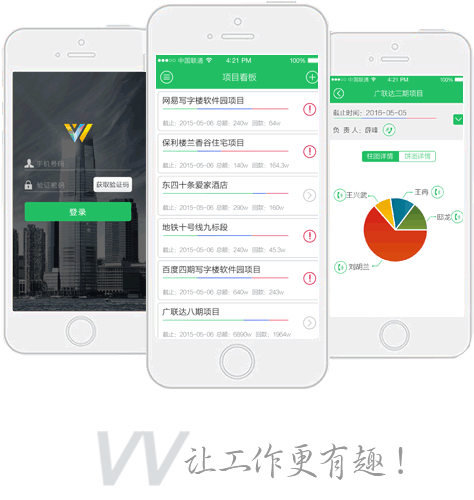 手机号码
验证密码 获取验证码
登录
中国联通 4:21 PM 100%
项目看板
网易写字楼软件园项目
截止: 2015-05-06 总额: 240w 回款: 64w
保利楼兰香谷住宅项目
截止: 2015-05-06 总额: 140w 回款: 164.3w
东四十条爱家酒店
截止: 2015-05-06 总额: 290w 回款: 160w
地铁十号线九标段
截止: 2015-05-06 总额: 240w 回款: 45.3w
百度四期写字楼软件园项目
截止: 2015-05-06 总额: 640w 回款: 240w
广联达八期项目
截止: 2015-05-06 总额: 6890w 回款: 1964w
中国联通 4:21 PM 100%
广联达三期项目
截止时间: 2016-05-05
负 责 人: 薛峰
柱图详情 饼图详情
王兴武 王冉
邸龙
刘胡兰
W 让工作更有趣!